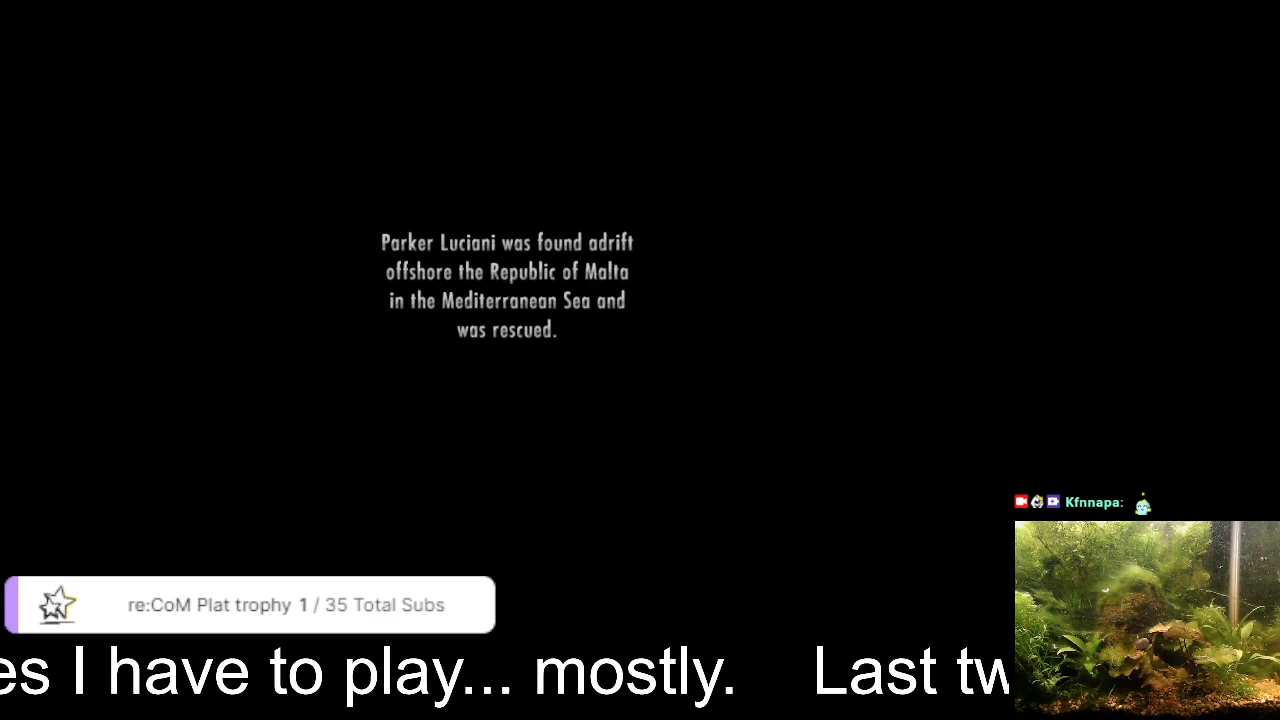 Parker Luciani was found adrift
offshore the Republic of Malta
in the Mediterranean Sea and
was rescued.
Kfnnapa:
re:CoM Plat trophy 1 / 35 Total Subs
es I have to play... mostly. Last tw